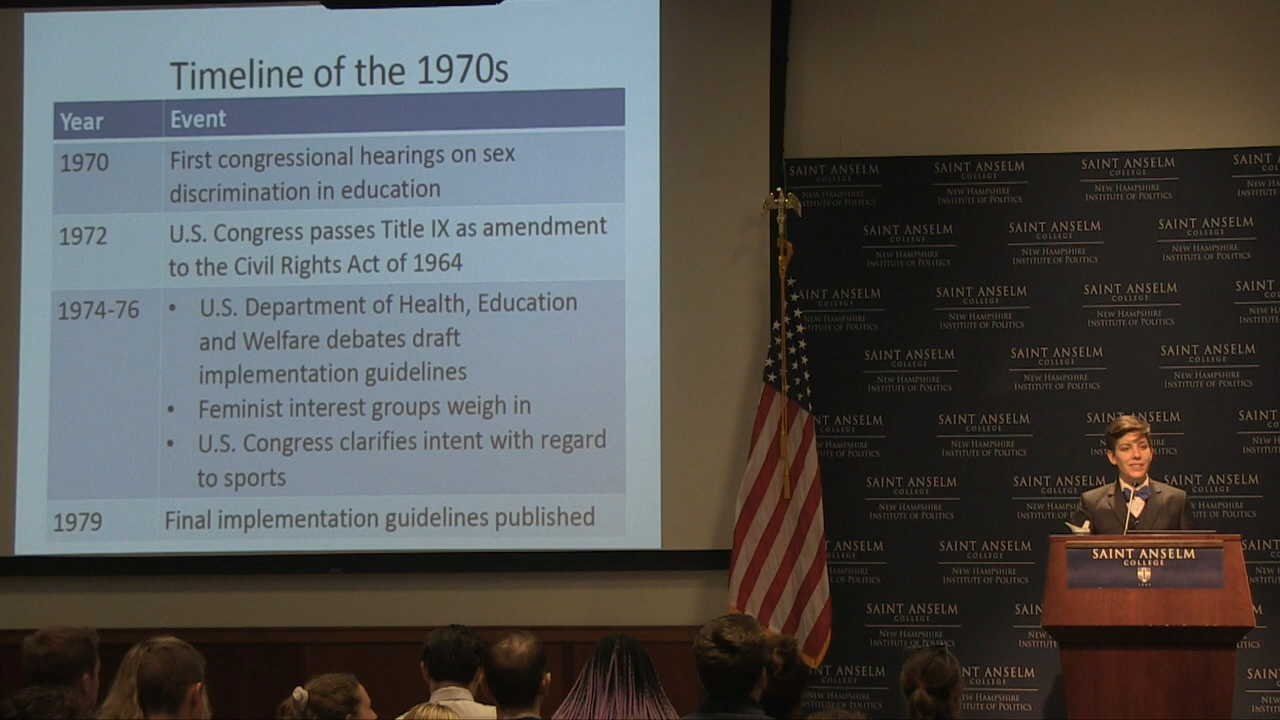 Timeline of the 1970s
Year Event
1970 First congressional hearings on sex
discrimination in education
1972 U.S. Congress passes Title IX as amendment
to the Civil Rights Act of 1964
1974-76 • U.S. Department of Health, Education
and Welfare debates draft
implementation guidelines
• Feminist interest groups weigh in
• U.S. Congress clarifies intent with regard
to sports
1979 Final implementation guidelines published
SAINT ANSELM
COLLEGE
NEW HAMPSHIRE
INSTITUTE OF POLITICS
SAINT ANSELM
COLLEGE